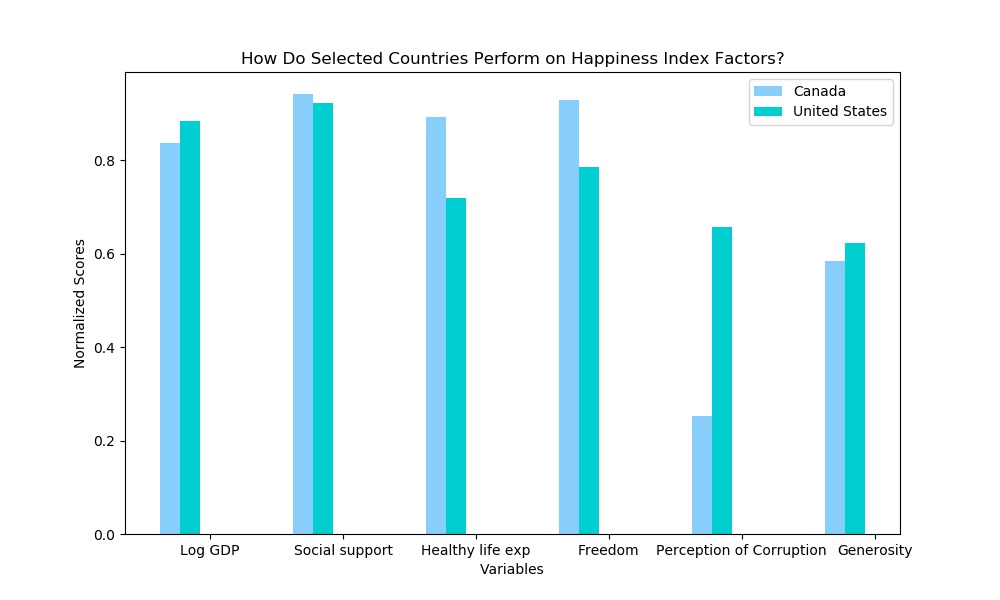 How Do Selected Countries Perform on Happiness Index Factors?
Canada
United States
0.8
0.6
0.4
0.2
0.0
Normalized Scores
Log GDP
Social support
Healthy life exp
Freedom
Perception of Corruption
Generosity
Variables